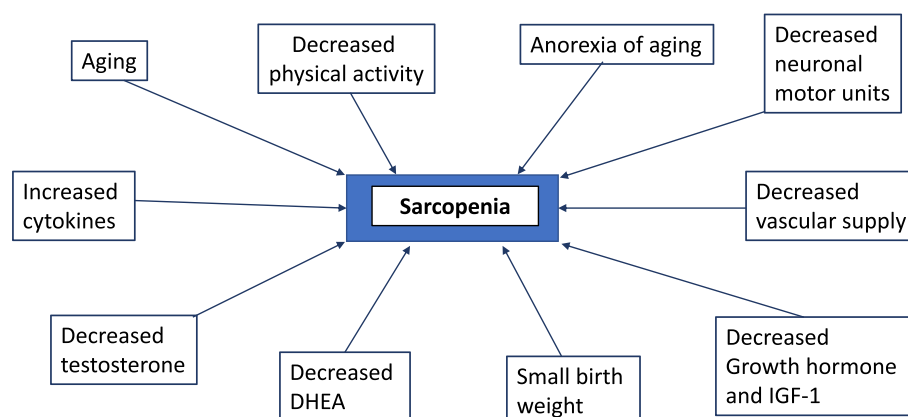 Aging
Decreased
physical activity
Anorexia of aging
Decreased
neuronal
motor units
Increased
cytokines
Sarcopenia
Decreased
vascular supply
Decreased
testosterone
Decreased
DHEA
Small birth
weight
Decreased
Growth hormone
and IGF-1